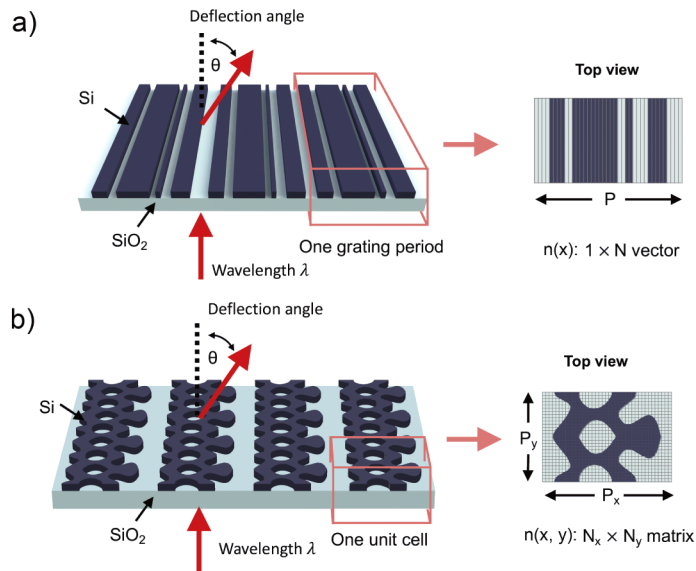 a)
Deflection angle
θ
Si
SiO₂
Wavelength λ
One grating period
Top view
P
n(x): 1 × N vector
b)
Deflection angle
θ
Si
SiO₂
Wavelength λ
One unit cell
Top view
Py
Px
n(x, y): Nx × Ny matrix